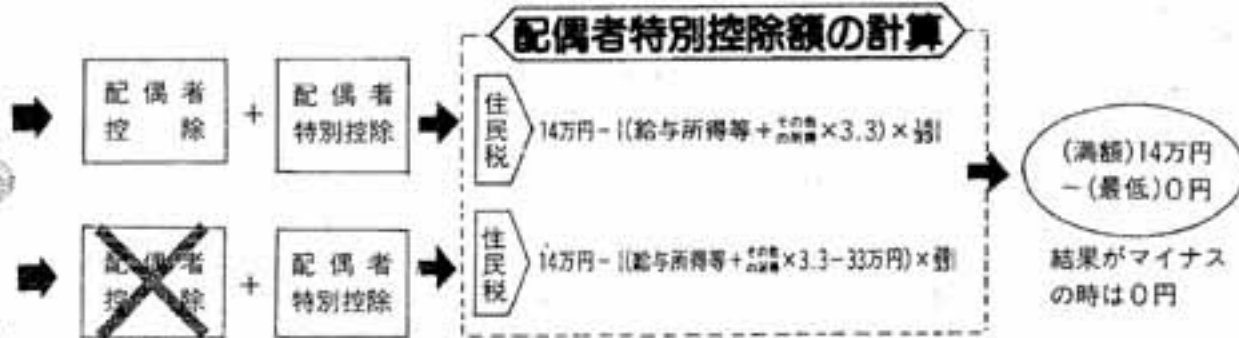 配偶者特別控除額の計算
配偶者
控除
+
配偶者
特別控除
住民税
14万円-{(給与所得等+その他の所得×3.3)×14/33}
配偶者
控除
+
配偶者
特別控除
住民税
14万円-{(給与所得等+その他の所得×3.3-33万円)×
(満額)14万円
~(最低)0円
結果がマイナス
の時は0円